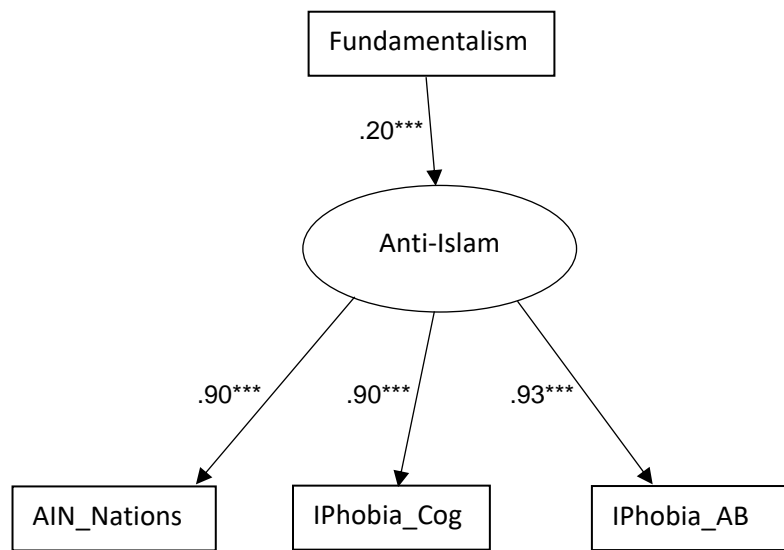 Fundamentalism
.20***
Anti-Islam
.90***
.90***
.93***
AIN_Nations
IPhobia_Cog
IPhobia_AB